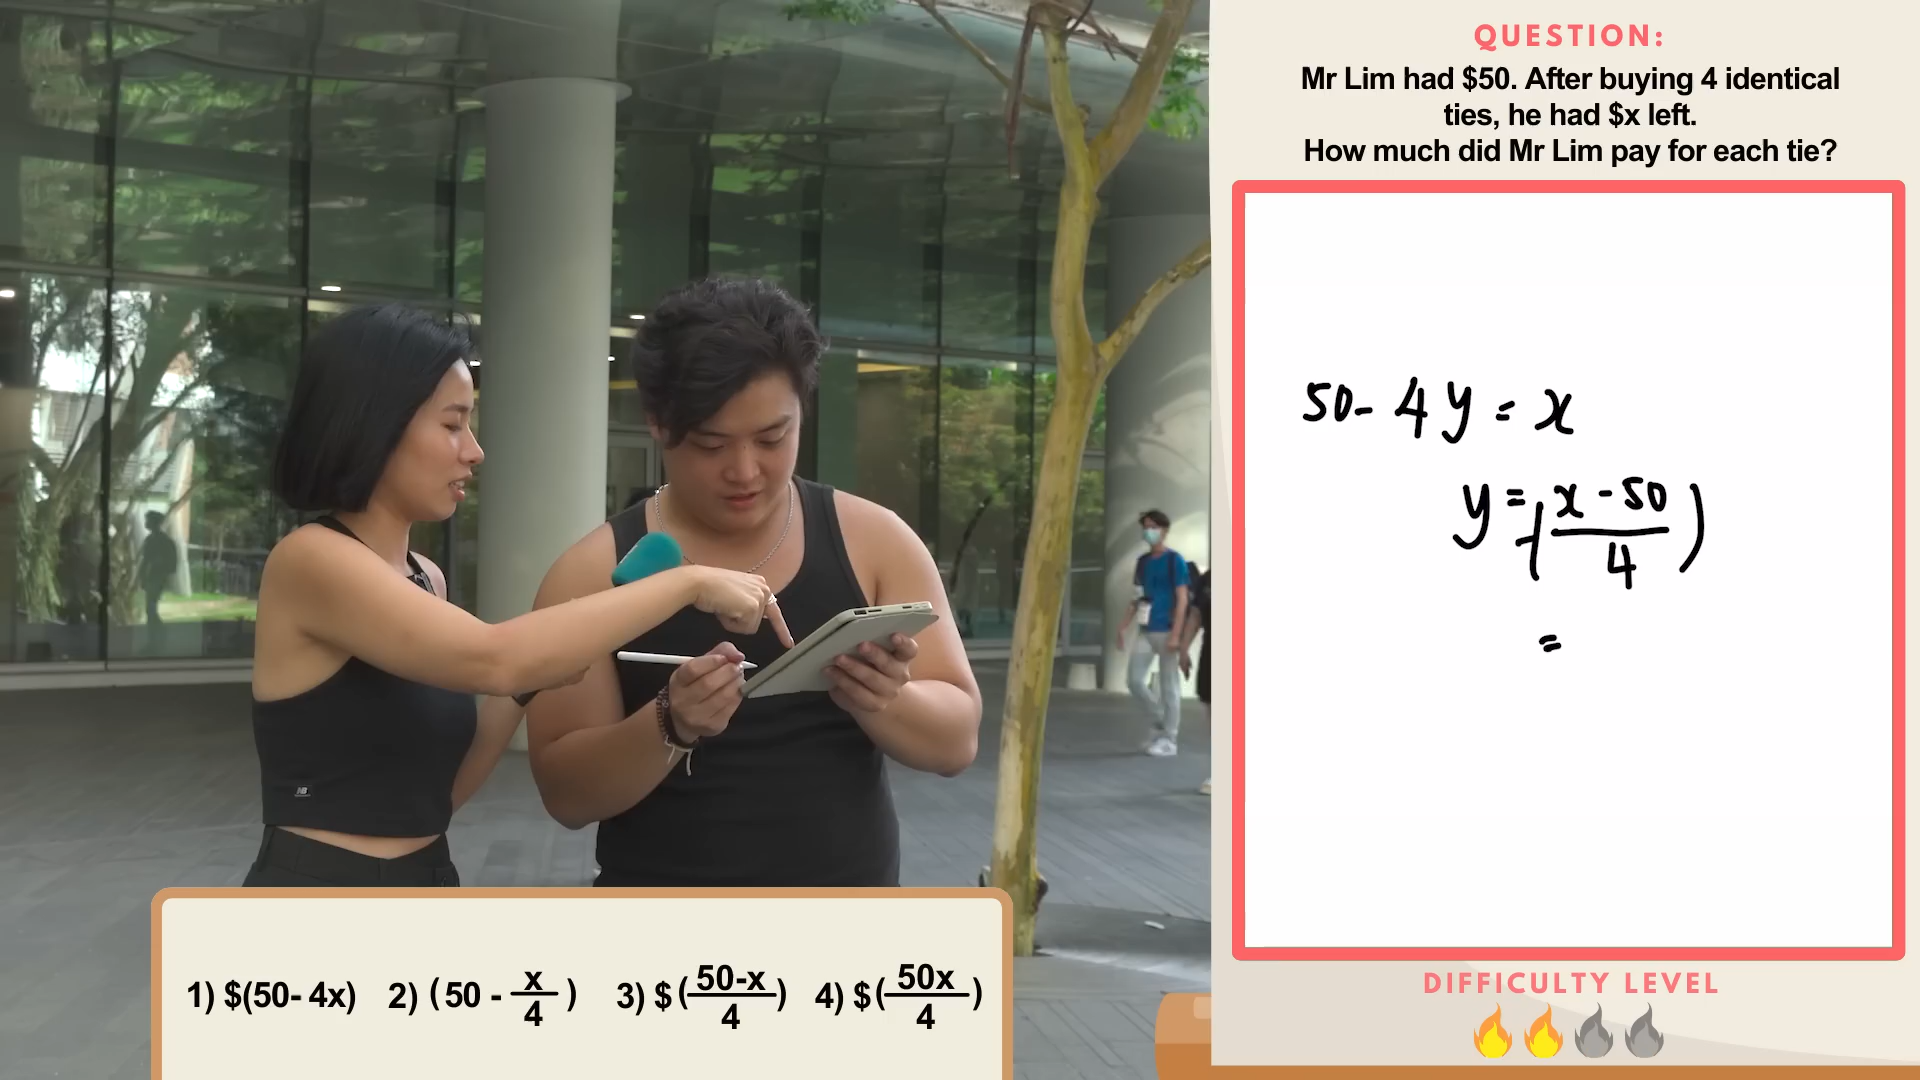 QUESTION:
Mr Lim had $50. After buying 4 identical
ties, he had $x left.
How much did Mr Lim pay for each tie?
50 - 4y = x
y = -(x - 50 / 4)
=
1) $(50- 4x) 2) (50 - x/4) 3) $(50-x/4) 4) $(50x/4)
DIFFICULTY LEVEL
NB